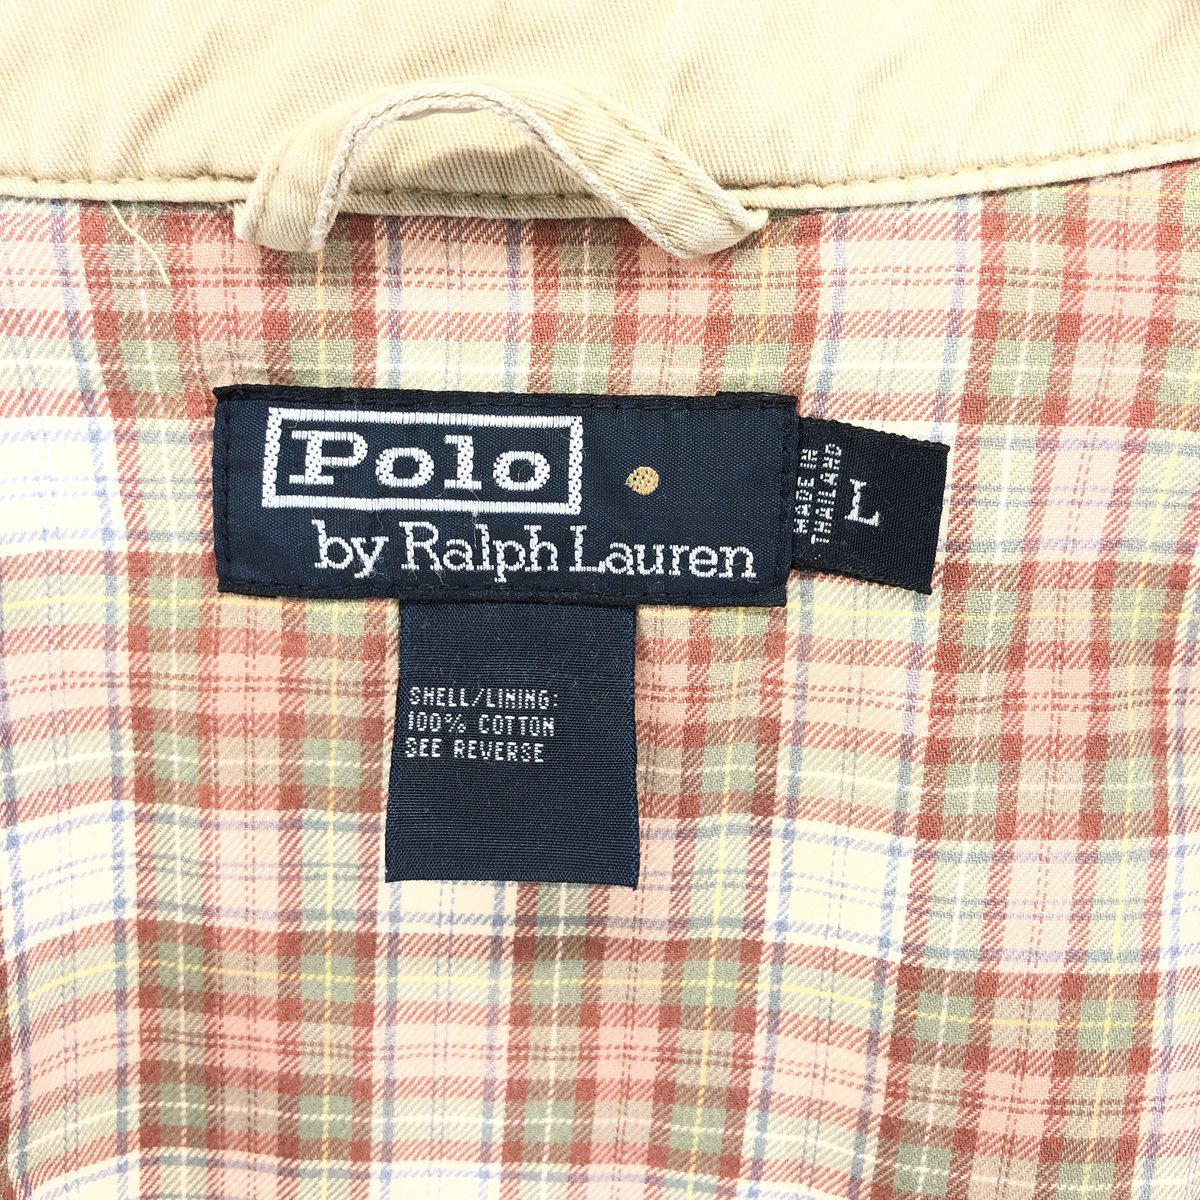 Polo
by Ralph Lauren
MADE IN
THAILAND
L
SHELL/LINING:
100% COTTON
SEE REVERSE